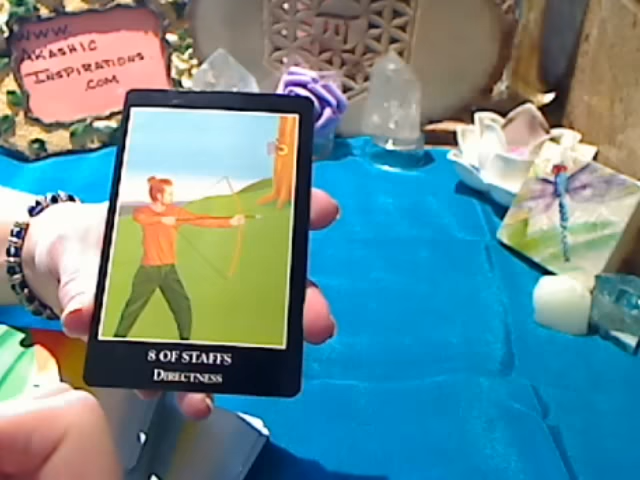 WWW.
AKASHIC
INSPIRATIONS
.COM
8 OF STAFFS
DIRECTNESS